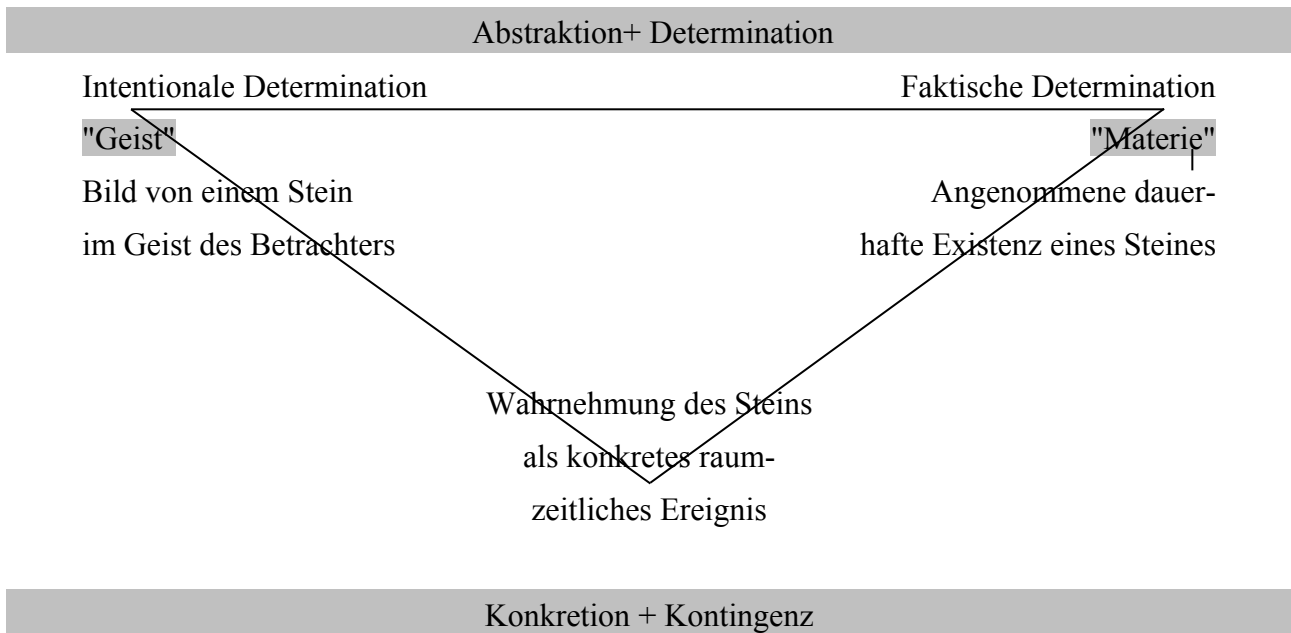 Abstraktion+ Determination
Intentionale Determination
Faktische Determination
"Geist"
"Materie"
Bild von einem Stein
Angenommene dauer-
im Geist des Betrachters
hafte Existenz eines Steines
Wahrnehmung des Steins
als konkretes raum-
zeitliches Ereignis
Konkretion + Kontingenz